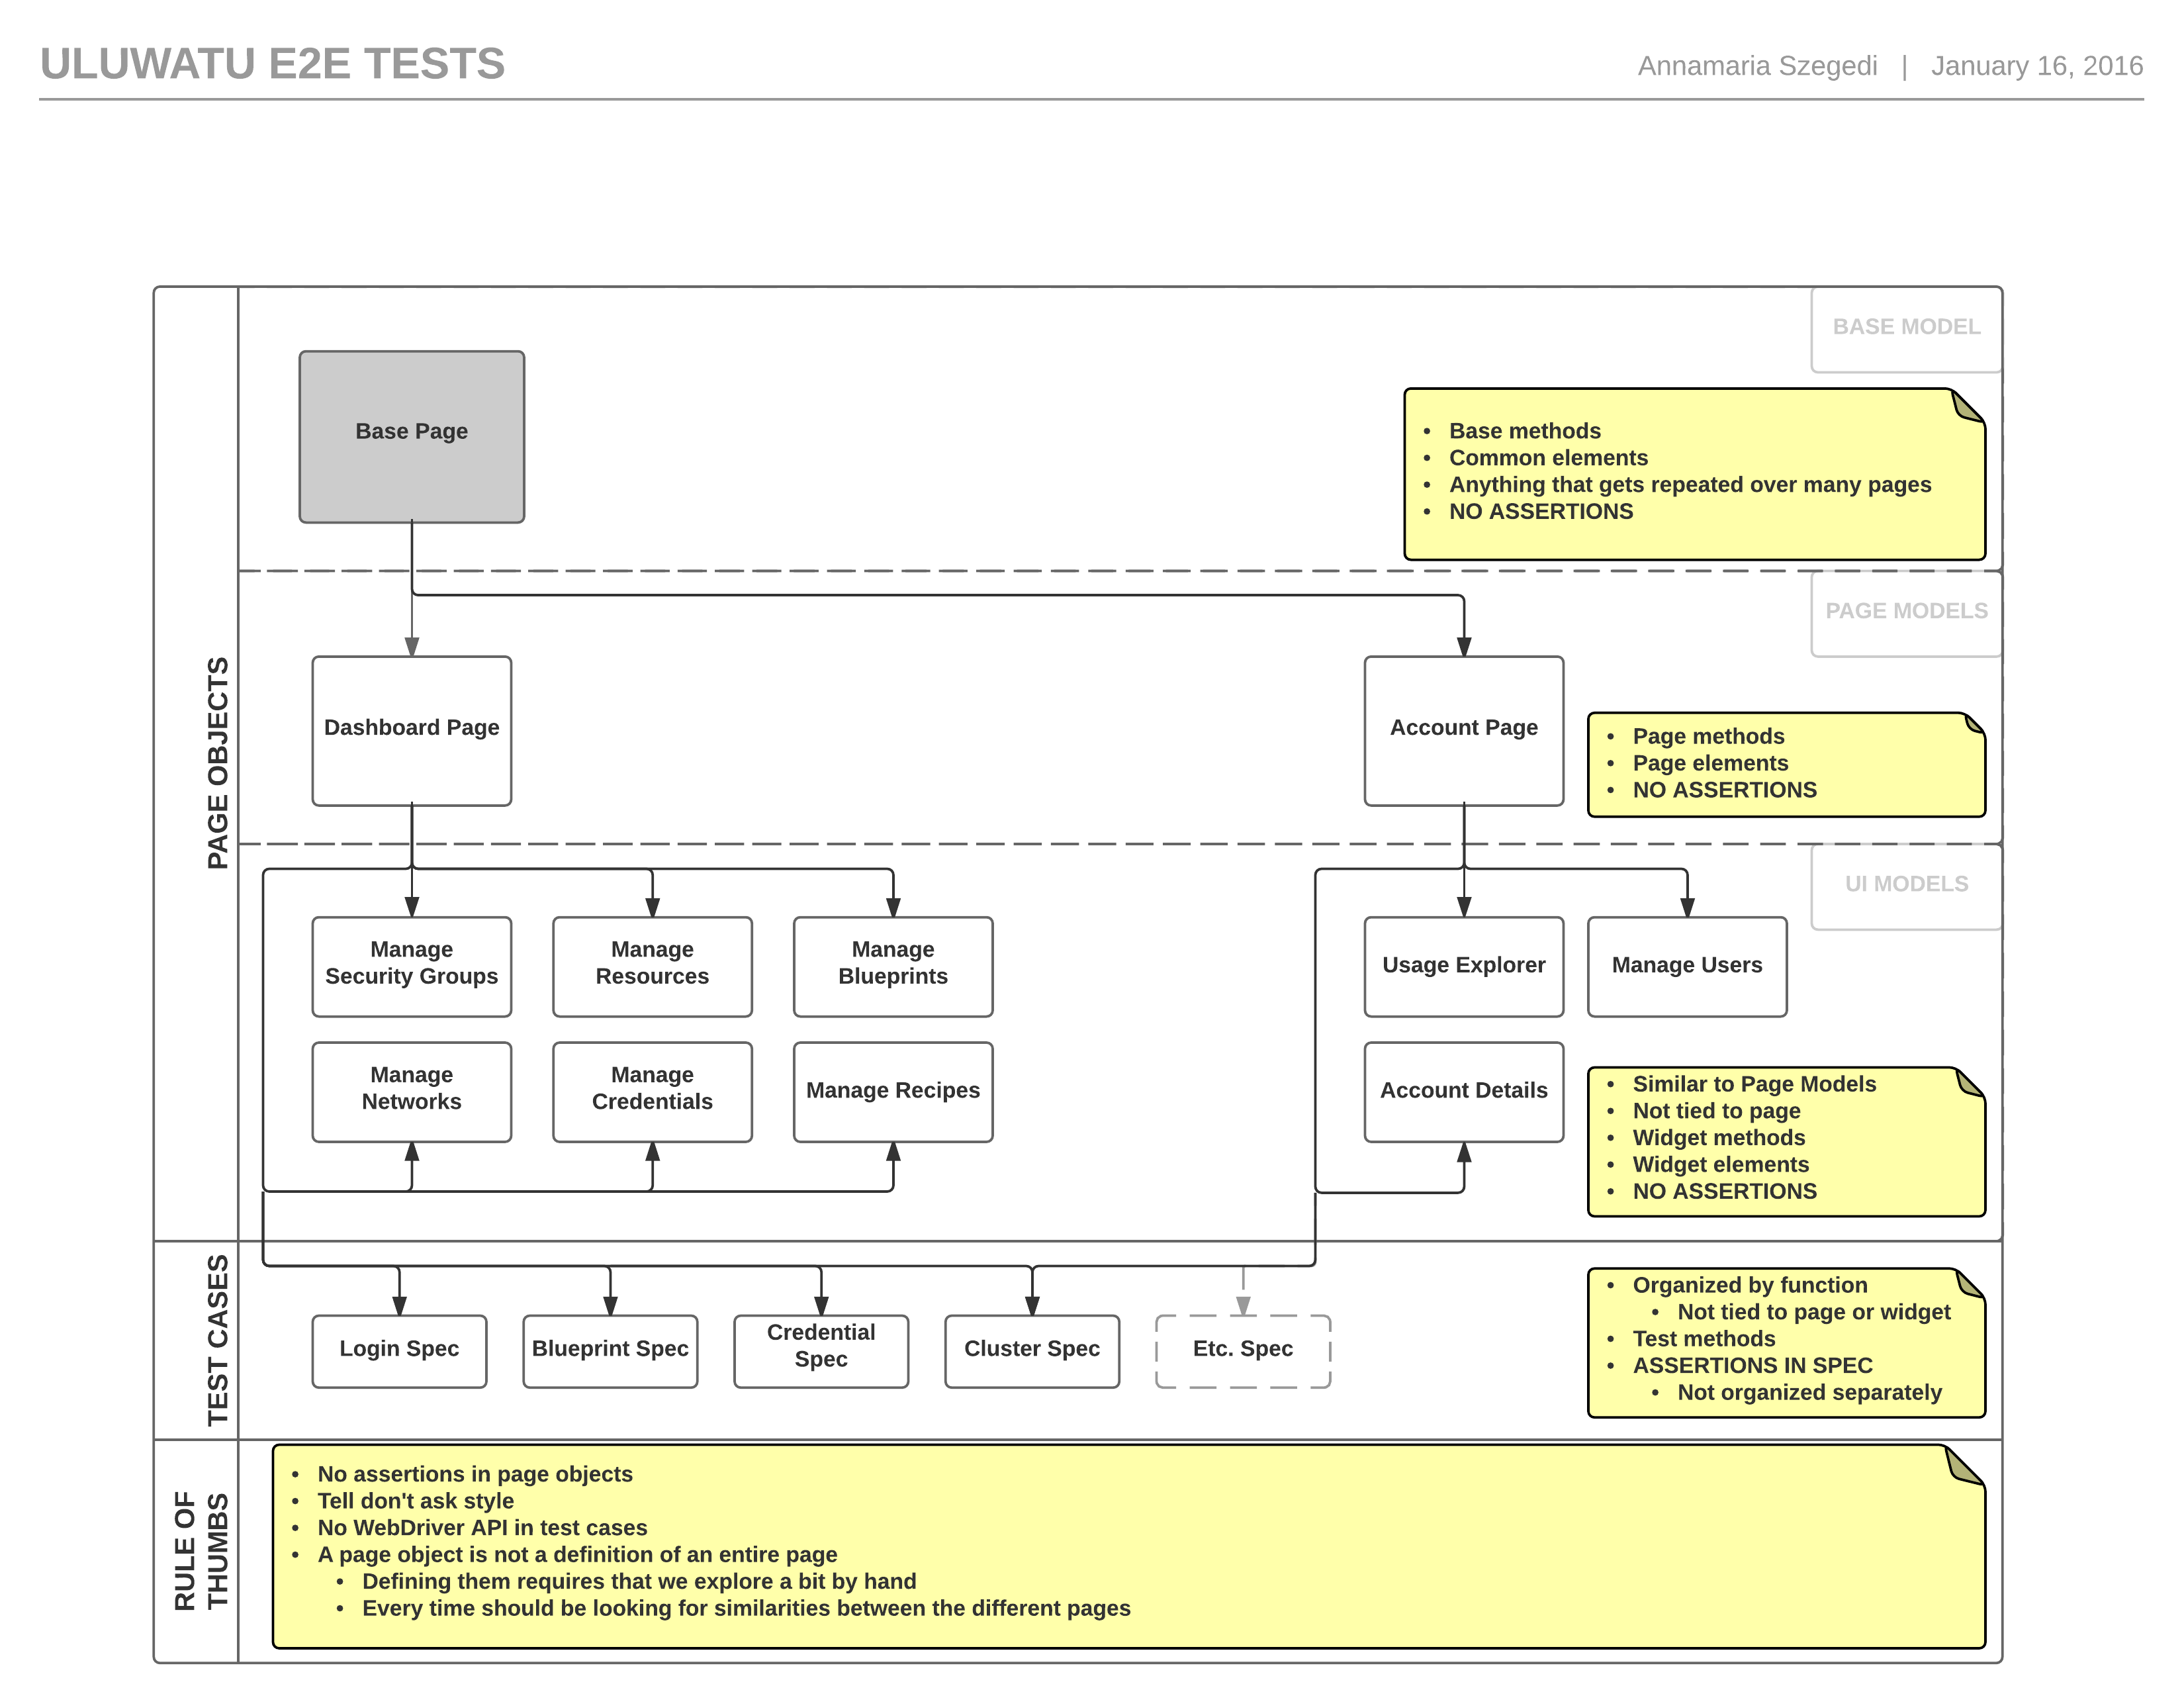 ULUWATU E2E TESTS
Annamaria Szegedi | January 16, 2016
BASE MODEL
Base Page
• Base methods
• Common elements
• Anything that gets repeated over many pages
• NO ASSERTIONS
PAGE OBJECTS
PAGE MODELS
Dashboard Page
Account Page
• Page methods
• Page elements
• NO ASSERTIONS
UI MODELS
Manage
Security Groups
Manage
Resources
Manage
Blueprints
Usage Explorer
Manage Users
Manage
Networks
Manage
Credentials
Manage Recipes
Account Details
• Similar to Page Models
• Not tied to page
• Widget methods
• Widget elements
• NO ASSERTIONS
TEST CASES
Login Spec
Blueprint Spec
Credential
Spec
Cluster Spec
Etc. Spec
• Organized by function
• Not tied to page or widget
• Test methods
• ASSERTIONS IN SPEC
• Not organized separately
RULE OF
THUMBS
• No assertions in page objects
• Tell don't ask style
• No WebDriver API in test cases
• A page object is not a definition of an entire page
• Defining them requires that we explore a bit by hand
• Every time should be looking for similarities between the different pages